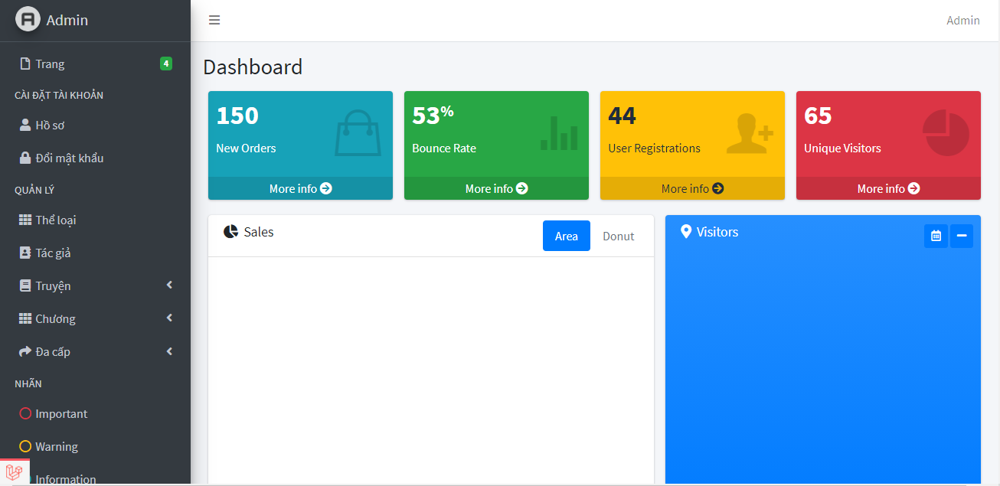 Admin
Admin
Trang 4
CÀI ĐẶT TÀI KHOẢN
Hồ sơ
Đổi mật khẩu
QUẢN LÝ
Thể loại
Tác giả
Truyện
Chương
Đa cấp
NHÃN
Important
Warning
Information
Dashboard
150
New Orders
More info
53%
Bounce Rate
More info
44
User Registrations
More info
65
Unique Visitors
More info
Sales
Area Donut
Visitors